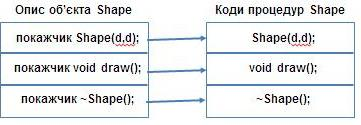 Опис об'єкта Shape
Коди процедур Shape
покажчик Shape(d,d);
Shape(d,d);
покажчик void draw();
void draw();
покажчик ~Shape();
~Shape();